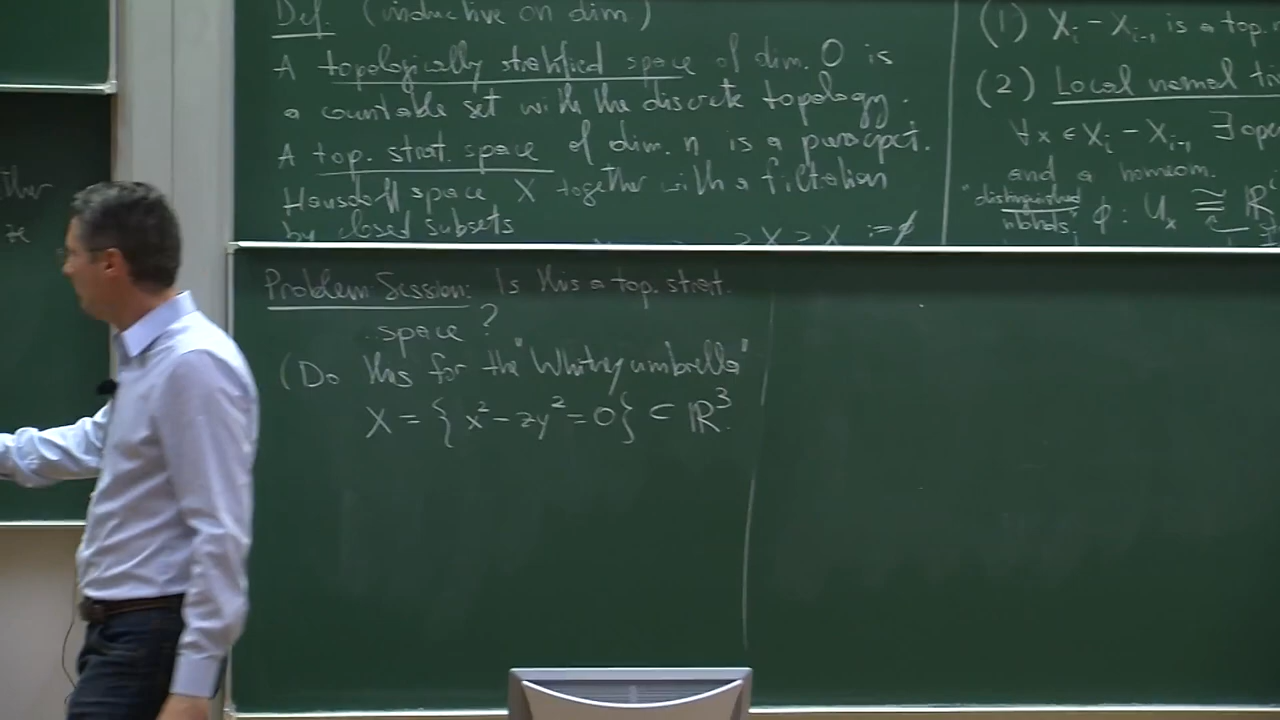 Def. (inductive on dim.)
A topologically stratified space of dim. 0 is
a countable set with the discrete topology.
A top. strat. space of dim. n is a paracpct.
Hausdorff space X together with a filtration
by closed subsets
⊃ X ⊃ X := ∅
(1) X_i - X_{i-1} is a top.
(2) Local normal
∀x ∈ X_i - X_{i-1}, ∃
and a homeom.
"distinguished
nbhds." φ: U_x ≅ ℝ
Problem Session: Is this a top. strat.
space?
(Do this for the "Whitney umbrella"
X = { x² - zy² = 0 } ⊂ ℝ³.